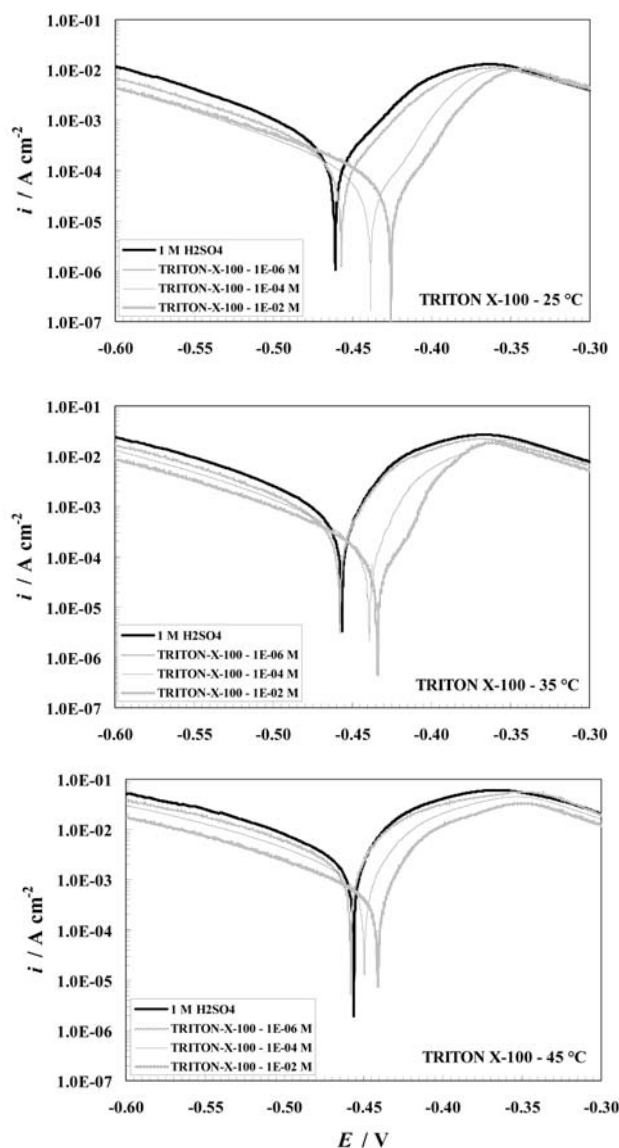 1.0E-01
1.0E-02
1.0E-03
1.0E-04
1.0E-05
1.0E-06
1.0E-07
i / A cm-2
1 M H2SO4
TRITON-X-100 - 1E-06 M
TRITON-X-100 - 1E-04 M
TRITON-X-100 - 1E-02 M
TRITON X-100 - 25 °C
-0.60 -0.55 -0.50 -0.45 -0.40 -0.35 -0.30
1.0E-01
1.0E-02
1.0E-03
1.0E-04
1.0E-05
1.0E-06
1.0E-07
i / A cm-2
1 M H2SO4
TRITON-X-100 - 1E-06 M
TRITON-X-100 - 1E-04 M
TRITON-X-100 - 1E-02 M
TRITON X-100 - 35 °C
-0.60 -0.55 -0.50 -0.45 -0.40 -0.35 -0.30
1.0E-01
1.0E-02
1.0E-03
1.0E-04
1.0E-05
1.0E-06
1.0E-07
i / A cm-2
1 M H2SO4
TRITON-X-100 - 1E-06 M
TRITON-X-100 - 1E-04 M
TRITON-X-100 - 1E-02 M
TRITON X-100 - 45 °C
-0.60 -0.55 -0.50 -0.45 -0.40 -0.35 -0.30
E / V